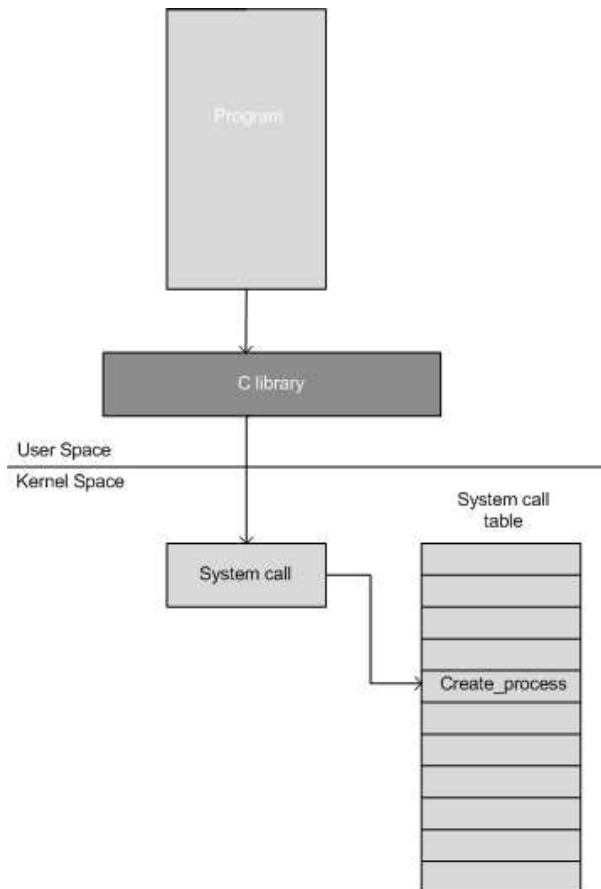 Program
C library
User Space
Kernel Space
System call
table
System call
Create_process